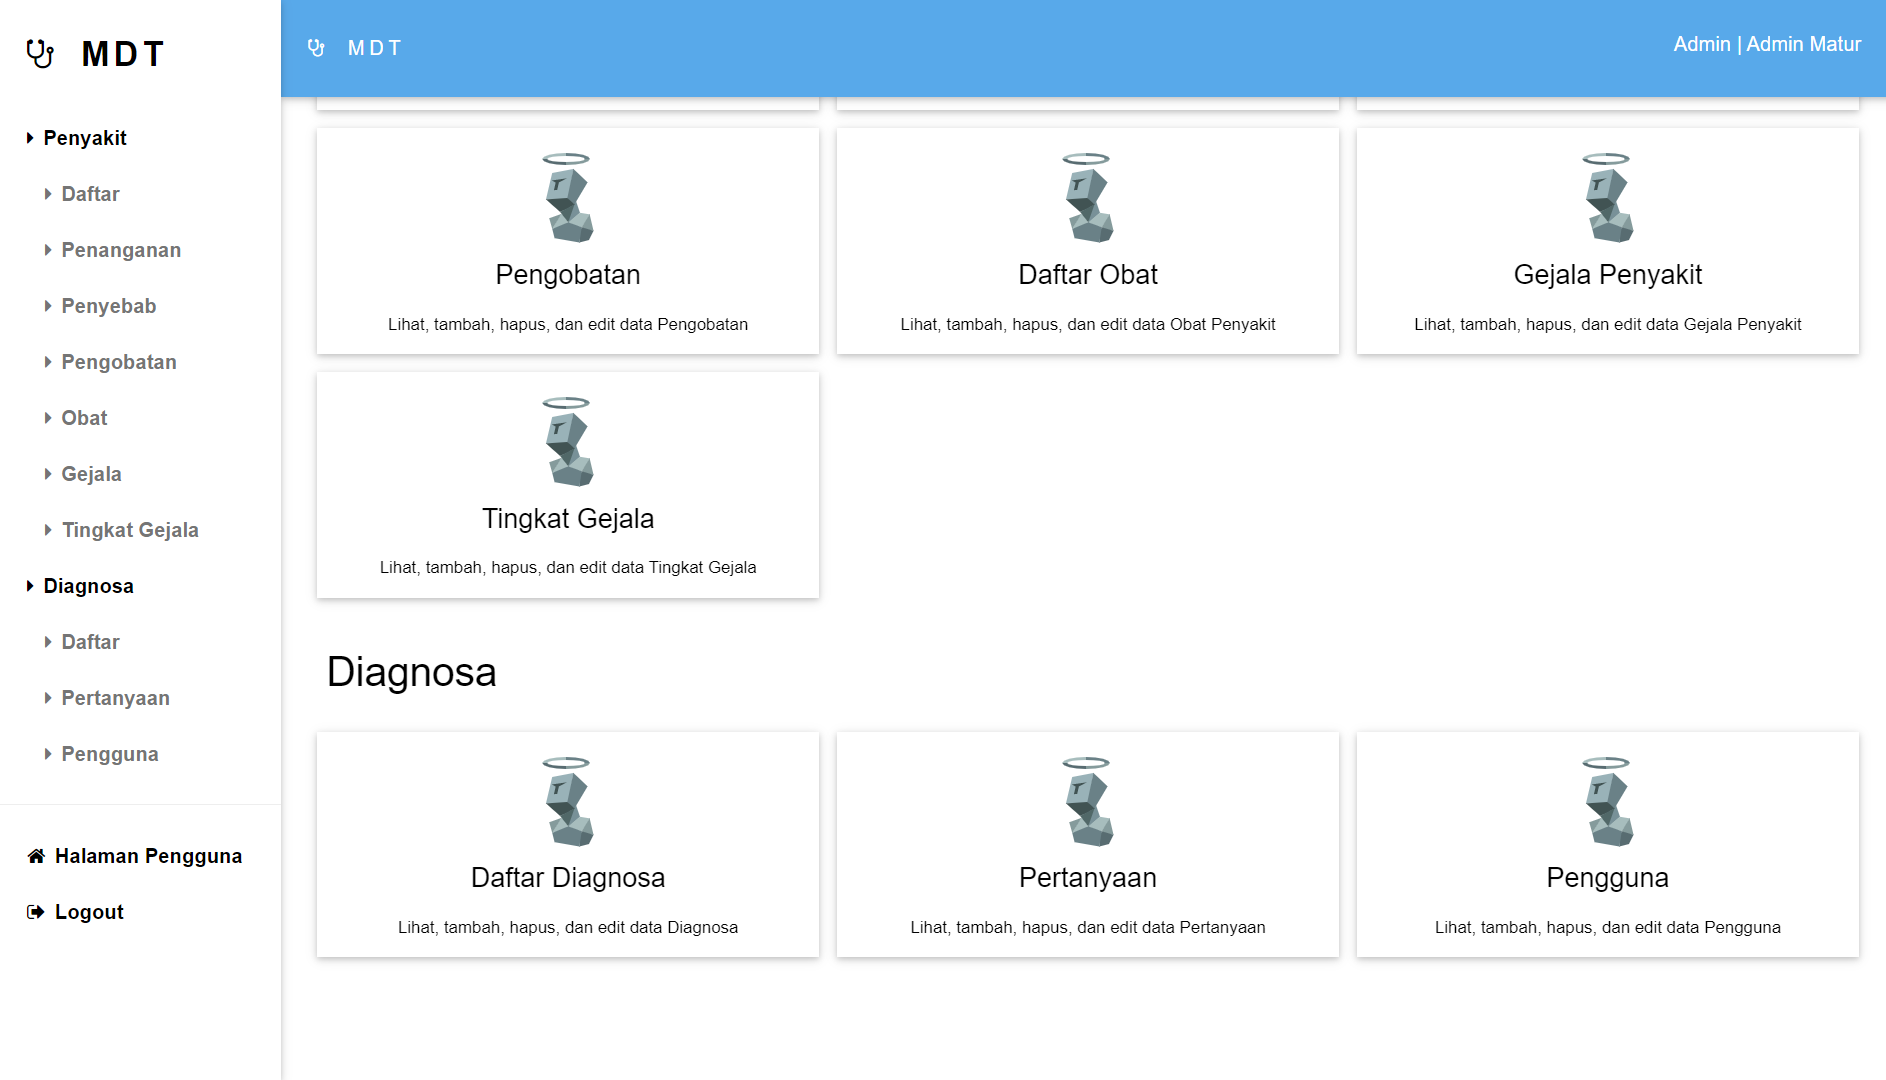 MDT
Penyakit
Daftar
Penanganan
Penyebab
Pengobatan
Obat
Gejala
Tingkat Gejala
Diagnosa
Daftar
Pertanyaan
Pengguna
Halaman Pengguna
Logout
MDT
Admin | Admin Matur
Pengobatan
Lihat, tambah, hapus, dan edit data Pengobatan
Daftar Obat
Lihat, tambah, hapus, dan edit data Obat Penyakit
Gejala Penyakit
Lihat, tambah, hapus, dan edit data Gejala Penyakit
Tingkat Gejala
Lihat, tambah, hapus, dan edit data Tingkat Gejala
Diagnosa
Daftar Diagnosa
Lihat, tambah, hapus, dan edit data Diagnosa
Pertanyaan
Lihat, tambah, hapus, dan edit data Pertanyaan
Pengguna
Lihat, tambah, hapus, dan edit data Pengguna